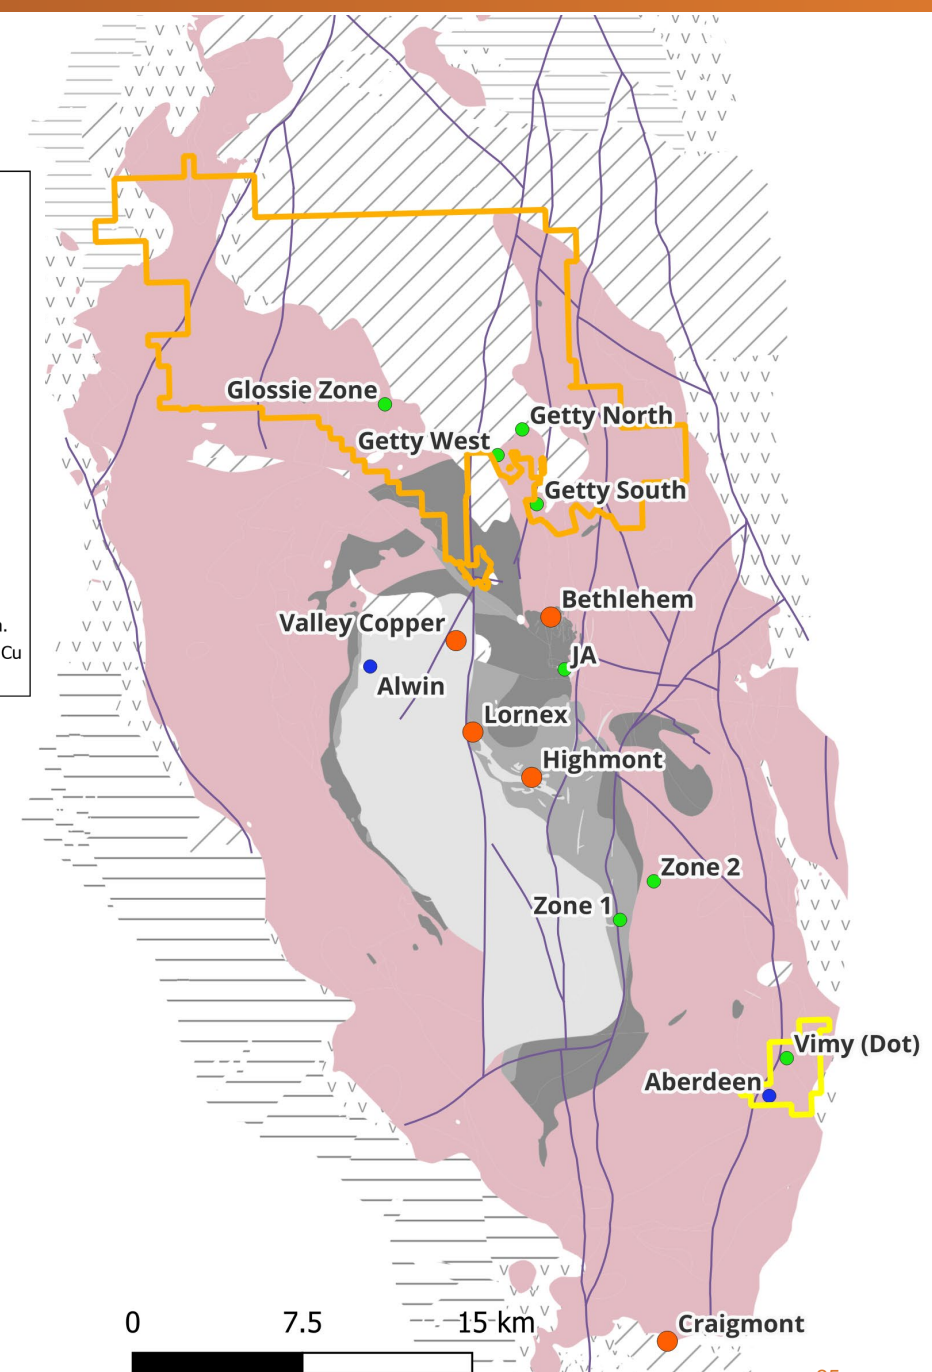 Glossie Zone
Getty North
Getty West
Getty South
Bethlehem
Valley Copper
JA
Cu
Alwin
Lornex
Highmont
Zone 2
Zone 1
Vimy (Dot)
Aberdeen
0 7.5 15 km
Craigmont